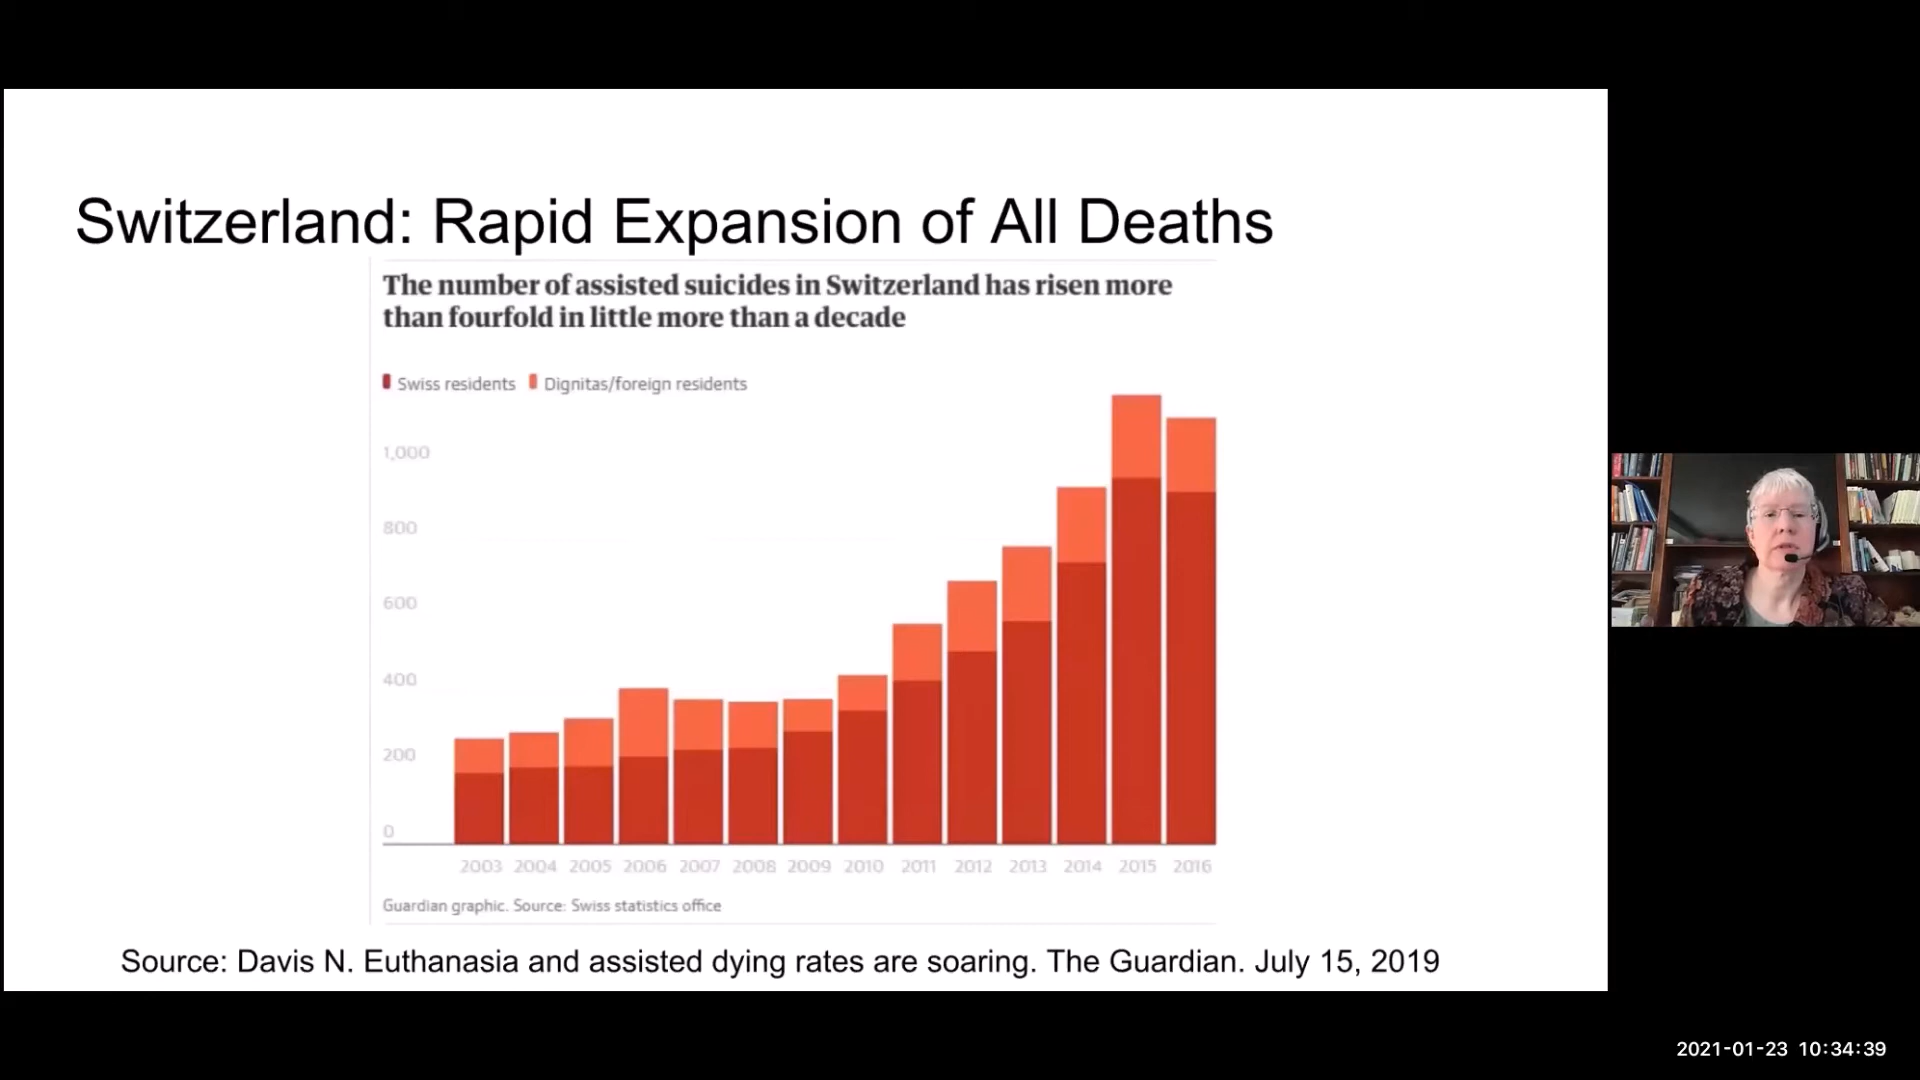 Switzerland: Rapid Expansion of All Deaths
The number of assisted suicides in Switzerland has risen more
than fourfold in little more than a decade
Swiss residents Dignitas/foreign residents
1,000
800
600
400
200
0
2003 2004 2005 2006 2007 2008 2009 2010 2011 2012 2013 2014 2015 2016
Guardian graphic. Source: Swiss statistics office
Source: Davis N. Euthanasia and assisted dying rates are soaring. The Guardian. July 15, 2019
2021-01-23 10:34:39